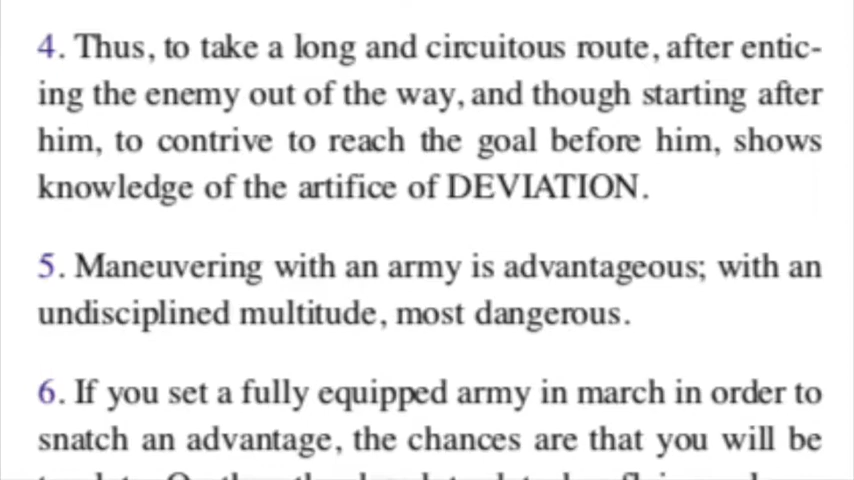 4. Thus, to take a long and circuitous route, after entic-
ing the enemy out of the way, and though starting after
him, to contrive to reach the goal before him, shows
knowledge of the artifice of DEVIATION.
5. Maneuvering with an army is advantageous; with an
undisciplined multitude, most dangerous.
6. If you set a fully equipped army in march in order to
snatch an advantage, the chances are that you will be